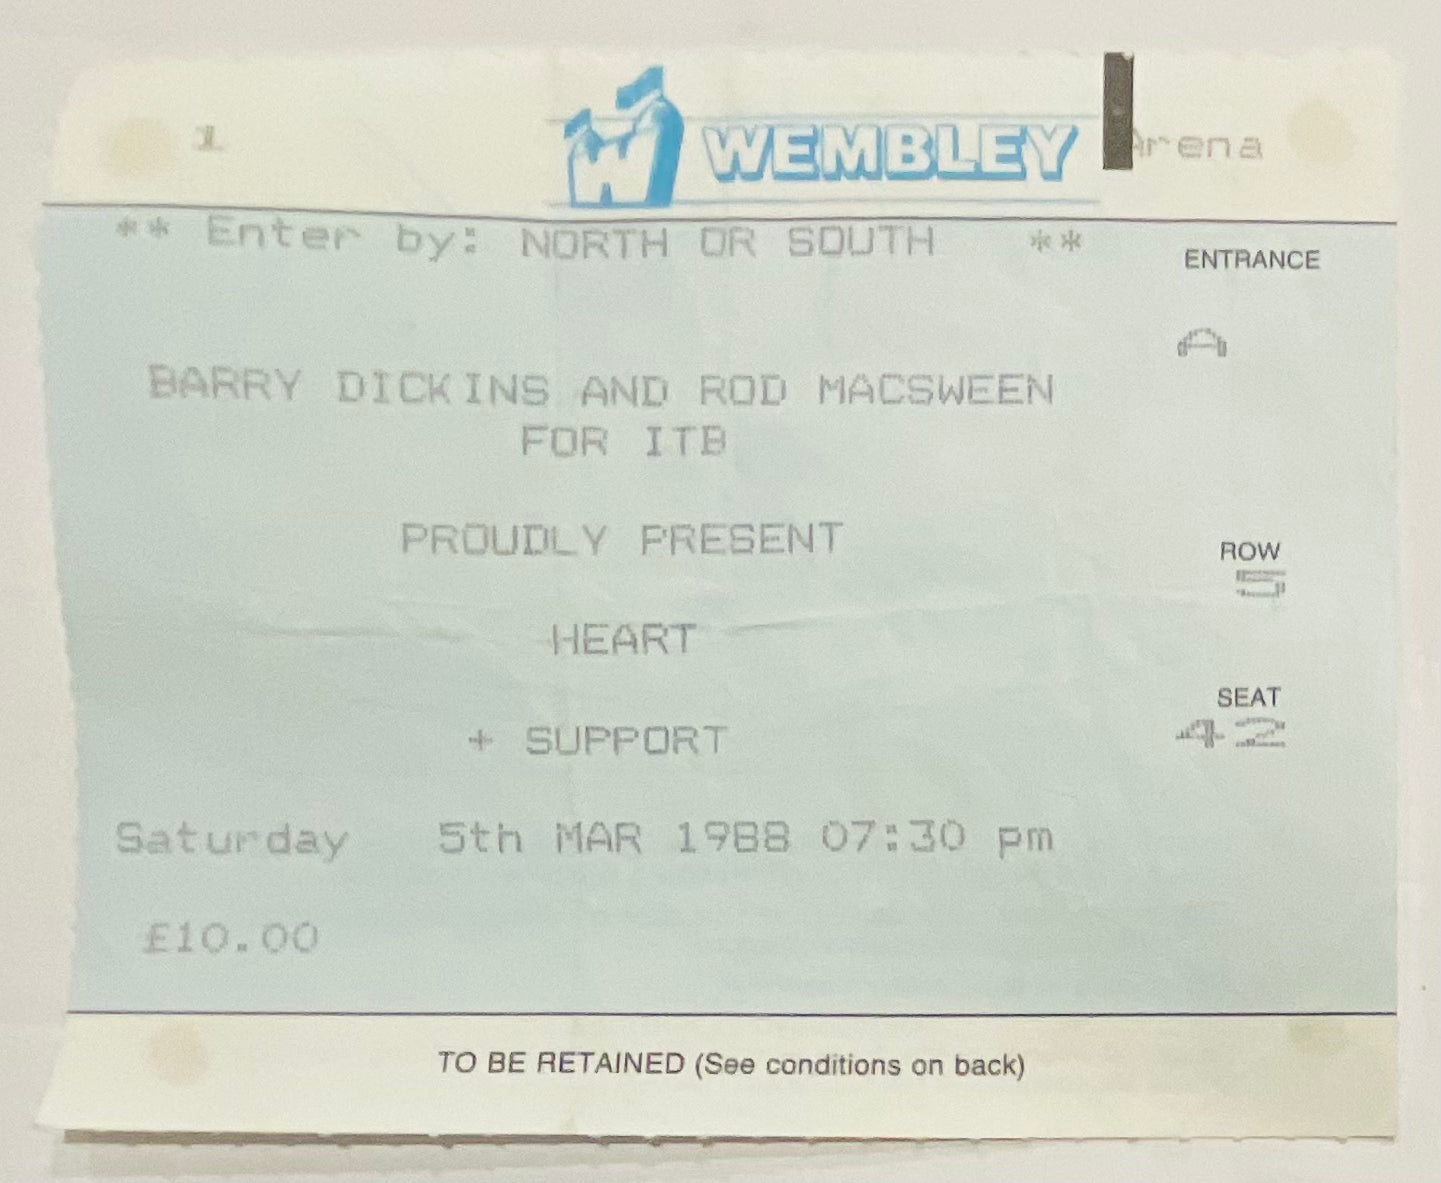 1 WEMBLEY Arena
** Enter by: NORTH OR SOUTH **
ENTRANCE
A
BARRY DICKINS AND ROD MACSWEEN
FOR ITB
PROUDLY PRESENT
ROW
5
HEART
SEAT
42
+ SUPPORT
Saturday 5th MAR 1988 07:30 pm
£10.00
TO BE RETAINED (See conditions on back)